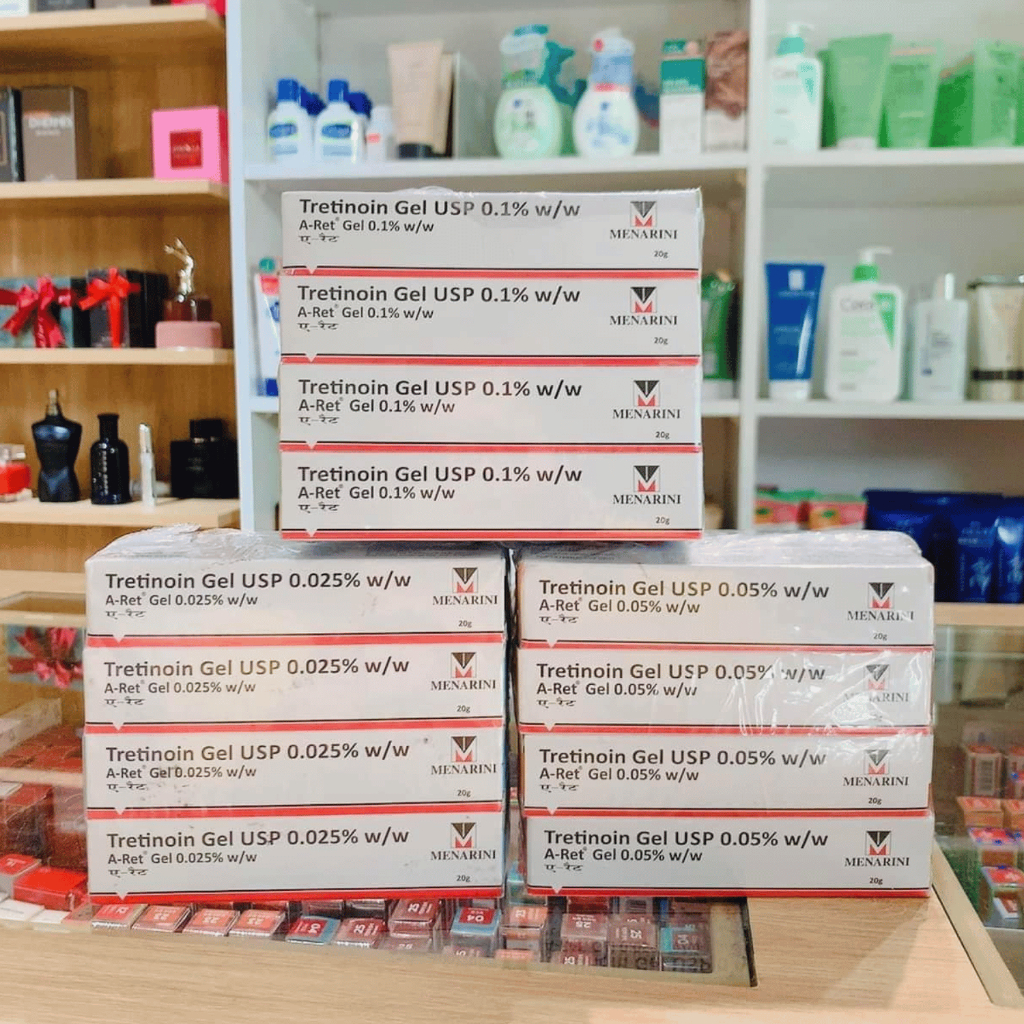 Tretinoin Gel USP 0.1% w/w
A-Ret® Gel 0.1% w/w
ए-रैट
MENARINI
20g
Tretinoin Gel USP 0.1% w/w
A-Ret® Gel 0.1% w/w
ए-रैट
MENARINI
20g
Tretinoin Gel USP 0.1% w/w
A-Ret® Gel 0.1% w/w
ए-रैट
MENARINI
20g
Tretinoin Gel USP 0.1% w/w
A-Ret® Gel 0.1% w/w
ए-रैट
MENARINI
20g
Tretinoin Gel USP 0.025% w/w
A-Ret® Gel 0.025% w/w
ए-रैट
MENARINI
20g
Tretinoin Gel USP 0.025% w/w
A-Ret® Gel 0.025% w/w
ए-रैट
MENARINI
20g
Tretinoin Gel USP 0.025% w/w
A-Ret® Gel 0.025% w/w
ए-रैट
MENARINI
20g
Tretinoin Gel USP 0.025% w/w
A-Ret® Gel 0.025% w/w
ए-रैट
MENARINI
20g
Tretinoin Gel USP 0.05% w/w
A-Ret® Gel 0.05% w/w
ए-रैट
MENARINI
20g
Tretinoin Gel USP 0.05% w/w
A-Ret® Gel 0.05% w/w
ए-रैट
MENARINI
20g
Tretinoin Gel USP 0.05% w/w
A-Ret® Gel 0.05% w/w
ए-रैट
MENARINI
20g
Tretinoin Gel USP 0.05% w/w
A-Ret® Gel 0.05% w/w
ए-रैट
MENARINI
20g